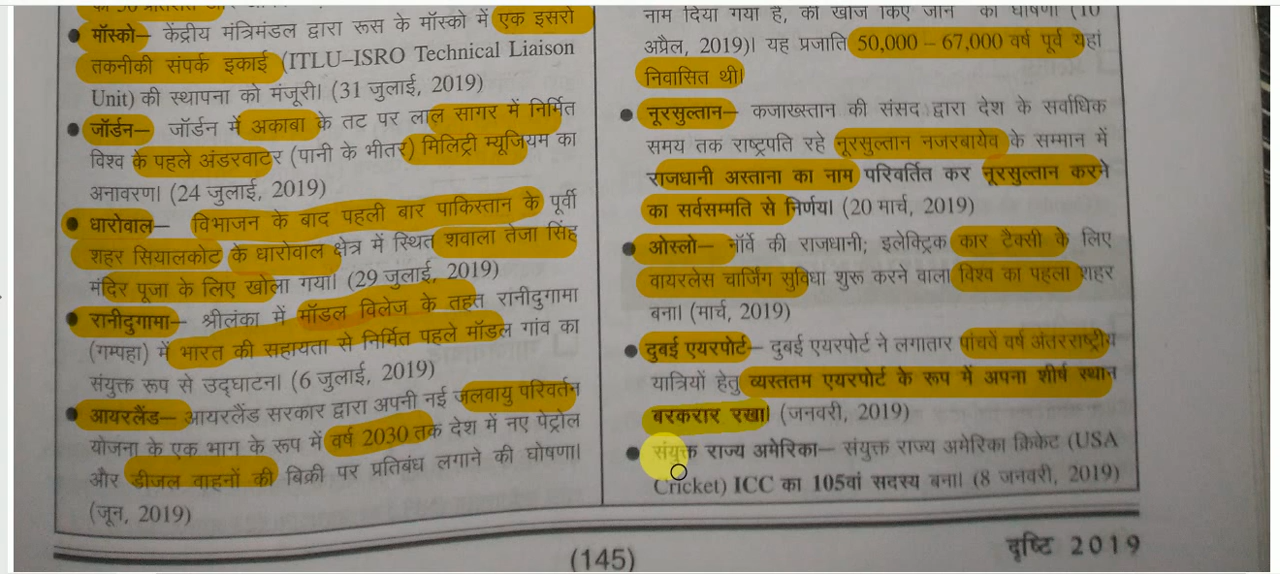 मॉस्को– केंद्रीय मंत्रिमंडल द्वारा रूस के मॉस्को में एक इसरो
तकनीकी संपर्क इकाई (ITLU–ISRO Technical Liaison
Unit) की स्थापना को मंजूरी। (31 जुलाई, 2019)
जॉर्डन– जॉर्डन में अकाबा के तट पर लाल सागर में निर्मित
विश्व के पहले अंडरवाटर (पानी के भीतर) मिलिट्री म्यूजियम का
अनावरण। (24 जुलाई, 2019)
धारोवाल– विभाजन के बाद पहली बार पाकिस्तान के पूर्वी
शहर सियालकोट के धारोवाल क्षेत्र में स्थित शवाला तेजा सिंह
मंदिर पूजा के लिए खोला गया। (29 जुलाई, 2019)
रानीदुगामा– श्रीलंका में मॉडल विलेज के तहत रानीदुगामा
(गम्पहा) में भारत की सहायता से निर्मित पहले मॉडल गांव का
संयुक्त रूप से उद्घाटन। (6 जुलाई, 2019)
आयरलैंड– आयरलैंड सरकार द्वारा अपनी नई जलवायु परिवर्तन
योजना के एक भाग के रूप में वर्ष 2030 तक देश में नए पेट्रोल
और डीजल वाहनों की बिक्री पर प्रतिबंध लगाने की घोषणा।
(जून, 2019)
नाम दिया गया है, की खोज किए जाने की घोषणा (10
अप्रैल, 2019)। यह प्रजाति 50,000 – 67,000 वर्ष पूर्व यहां
निवासित थी।
नूरसुल्तान– कजाख्स्तान की संसद द्वारा देश के सर्वाधिक
समय तक राष्ट्रपति रहे नूरसुल्तान नजरबायेव के सम्मान में
राजधानी अस्ताना का नाम परिवर्तित कर नूरसुल्तान करने
का सर्वसम्मति से निर्णय। (20 मार्च, 2019)
ओस्लो– नॉर्वे की राजधानी; इलेक्ट्रिक कार टैक्सी के लिए
वायरलेस चार्जिंग सुविधा शुरू करने वाला विश्व का पहला शहर
बना। (मार्च, 2019)
दुबई एयरपोर्ट– दुबई एयरपोर्ट ने लगातार पांचवें वर्ष अंतरराष्ट्रीय
यात्रियों हेतु व्यस्ततम एयरपोर्ट के रूप में अपना शीर्ष स्थान
बरकरार रखा। (जनवरी, 2019)
संयुक्त राज्य अमेरिका– संयुक्त राज्य अमेरिका क्रिकेट (USA
Cricket) ICC का 105वां सदस्य बना। (8 जनवरी, 2019)
(145)
दृष्टि 2019